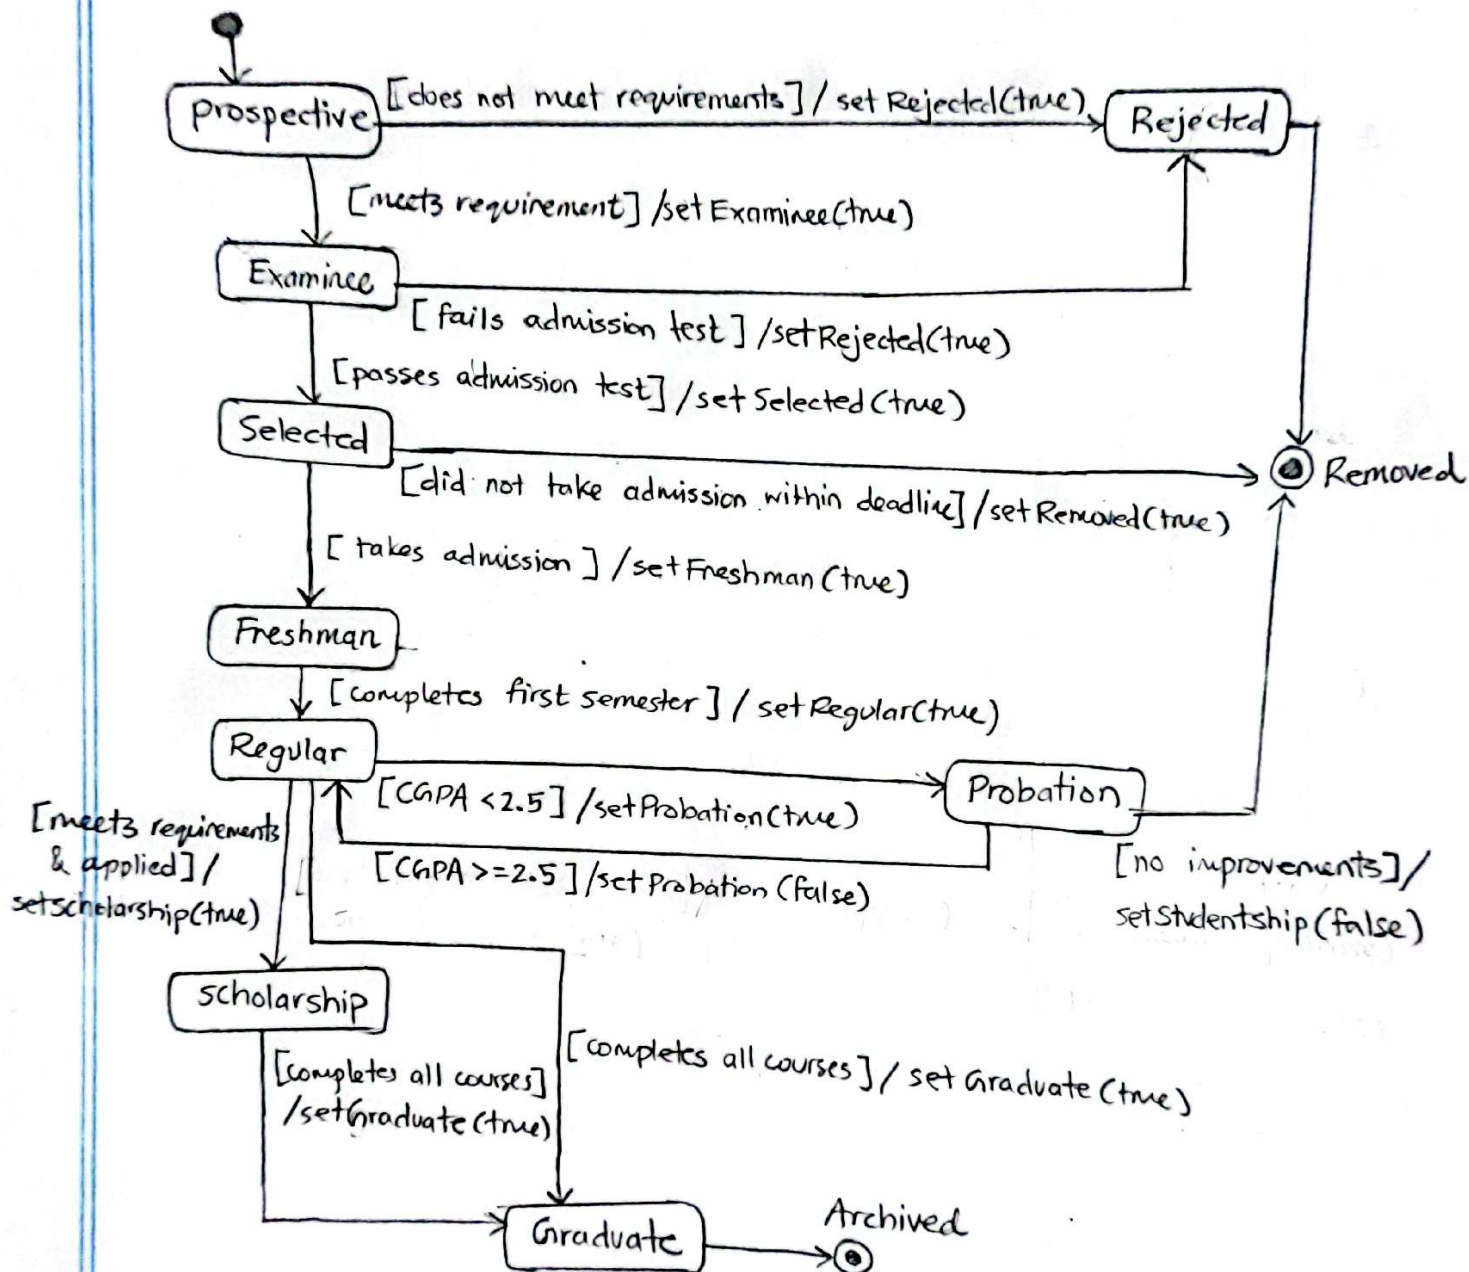 Prospective
[does not meet requirements] / set Rejected(true)
Rejected
[meets requirement] /set Examinee(true)
Examinee
[ fails admission test ] /setRejected(true)
[passes admission test] /set Selected(true)
Selected
[did not take admission within deadline] /set Removed(true)
Removed
[ takes admission ] /set Freshman (true)
Freshman
[completes first semester ] / set Regular(true)
Regular
[CGPA <2.5] /setProbation(true)
Probation
[CGPA >=2.5 ]/set Probation (false)
[no improvements] /
set Studentship (false)
[meets requirements
& applied] /
setscholarship(true)
scholarship
[completes all courses]
/setGraduate (true)
[completes all courses] / set Graduate (true)
Graduate
Archived